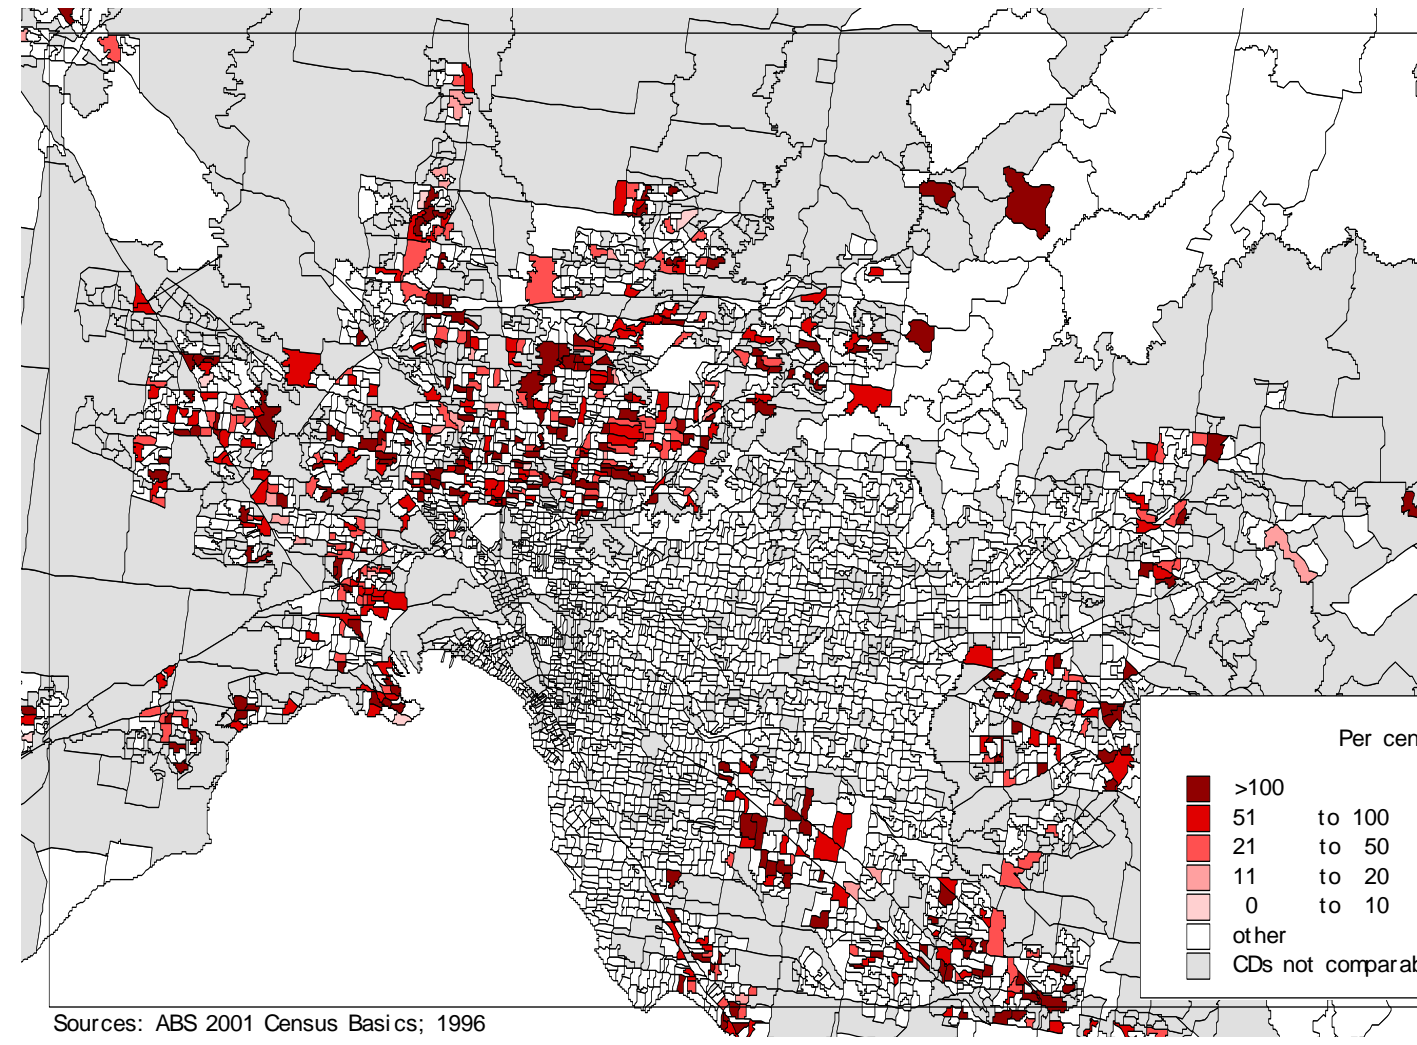 Per cen
>100
51 to 100
21 to 50
11 to 20
0 to 10
other
CDs not comparab
Sources: ABS 2001 Census Basics; 1996